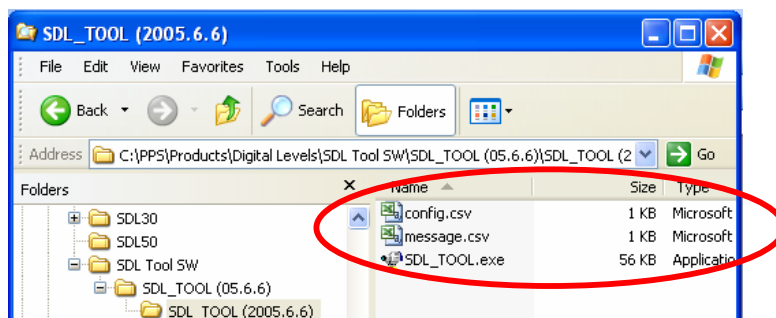 SDL_TOOL (2005.6.6)
File Edit View Favorites Tools Help
Back Search Folders
Address C:\PPS\Products\Digital Levels\SDL Tool SW\SDL_TOOL (05.6.6)\SDL_TOOL (2 Go
Folders X Name Size Type
SDL30 config.csv 1 KB Microsoft
SDL50 message.csv 1 KB Microsoft
SDL Tool SW SDL_TOOL.exe 56 KB Applicatio
SDL_TOOL (05.6.6)
SDL_TOOL (2005.6.6)